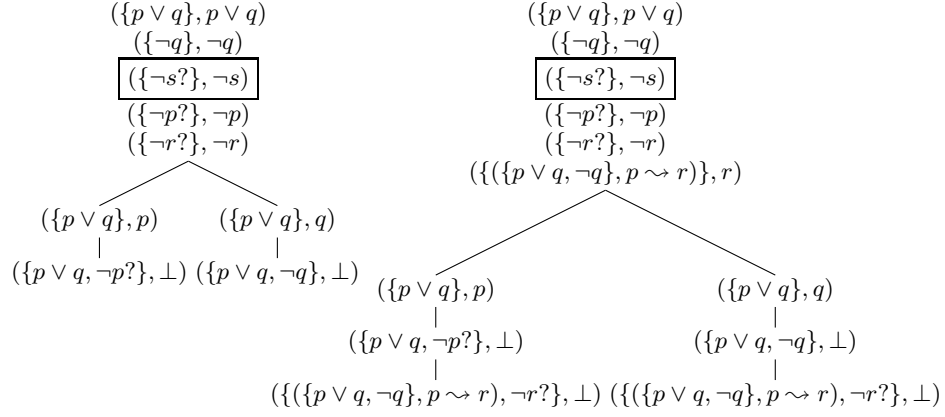 ({p ∨ q}, p ∨ q)
({¬q}, ¬q)
({¬s?}, ¬s)
({¬p?}, ¬p)
({¬r?}, ¬r)
({p ∨ q}, p) ({p ∨ q}, q)
({p ∨ q, ¬p?}, ⊥) ({p ∨ q, ¬q}, ⊥)
({p ∨ q}, p ∨ q)
({¬q}, ¬q)
({¬s?}, ¬s)
({¬p?}, ¬p)
({¬r?}, ¬r)
({({p ∨ q, ¬q}, p ⇝ r)}, r)
({p ∨ q}, p) ({p ∨ q}, q)
({p ∨ q, ¬p?}, ⊥) ({p ∨ q, ¬q}, ⊥)
({({p ∨ q, ¬q}, p ⇝ r), ¬r?}, ⊥) ({({p ∨ q, ¬q}, p ⇝ r), ¬r?}, ⊥)